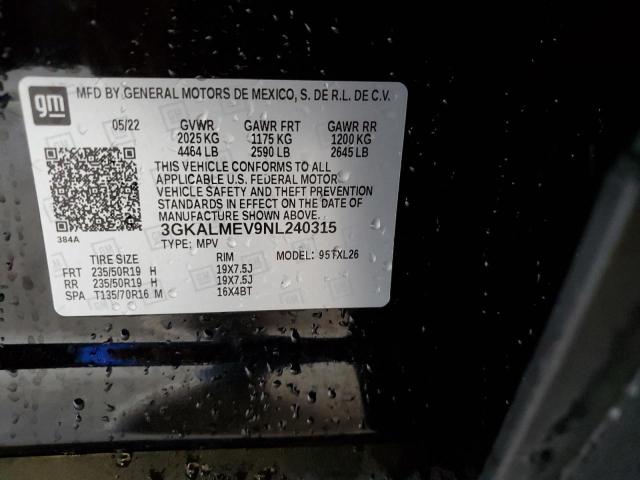 gm MFD BY GENERAL MOTORS DE MEXICO, S. DE R.L. DE C.V.
05/22 GVWR GAWR FRT GAWR RR
2025 KG 1175 KG 1200 KG
4464 LB 2590 LB 2645 LB
THIS VEHICLE CONFORMS TO ALL
APPLICABLE U.S. FEDERAL MOTOR
VEHICLE SAFETY AND THEFT PREVENTION
STANDARDS IN EFFECT ON THE DATE OF
MANUFACTURE SHOWN ABOVE.
384A
3GKALMEV9NL240315
TYPE: MPV MODEL: 95TXL26
TIRE SIZE RIM
FRT 235/50R19 H 19X7.5J
RR 235/50R19 H 19X7.5J
SPA T135/70R16 M 16X4BT